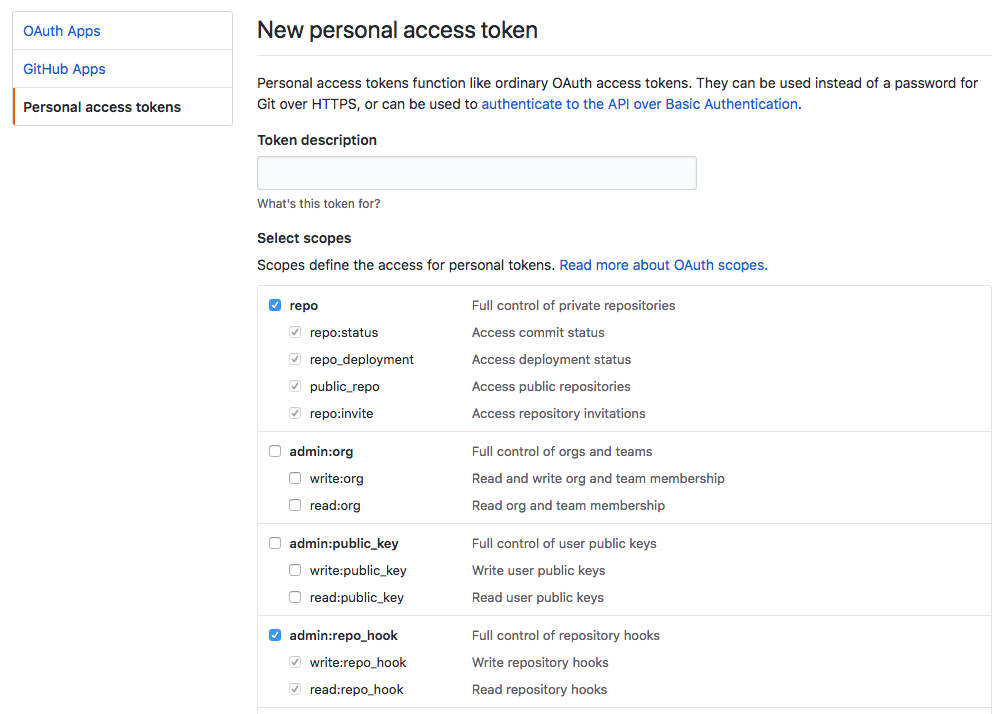 OAuth Apps
GitHub Apps
Personal access tokens
New personal access token
Personal access tokens function like ordinary OAuth access tokens. They can be used instead of a password for
Git over HTTPS, or can be used to authenticate to the API over Basic Authentication.
Token description
What's this token for?
Select scopes
Scopes define the access for personal tokens. Read more about OAuth scopes.
repo Full control of private repositories
repo:status Access commit status
repo_deployment Access deployment status
public_repo Access public repositories
repo:invite Access repository invitations
admin:org Full control of orgs and teams
write:org Read and write org and team membership
read:org Read org and team membership
admin:public_key Full control of user public keys
write:public_key Write user public keys
read:public_key Read user public keys
admin:repo_hook Full control of repository hooks
write:repo_hook Write repository hooks
read:repo_hook Read repository hooks